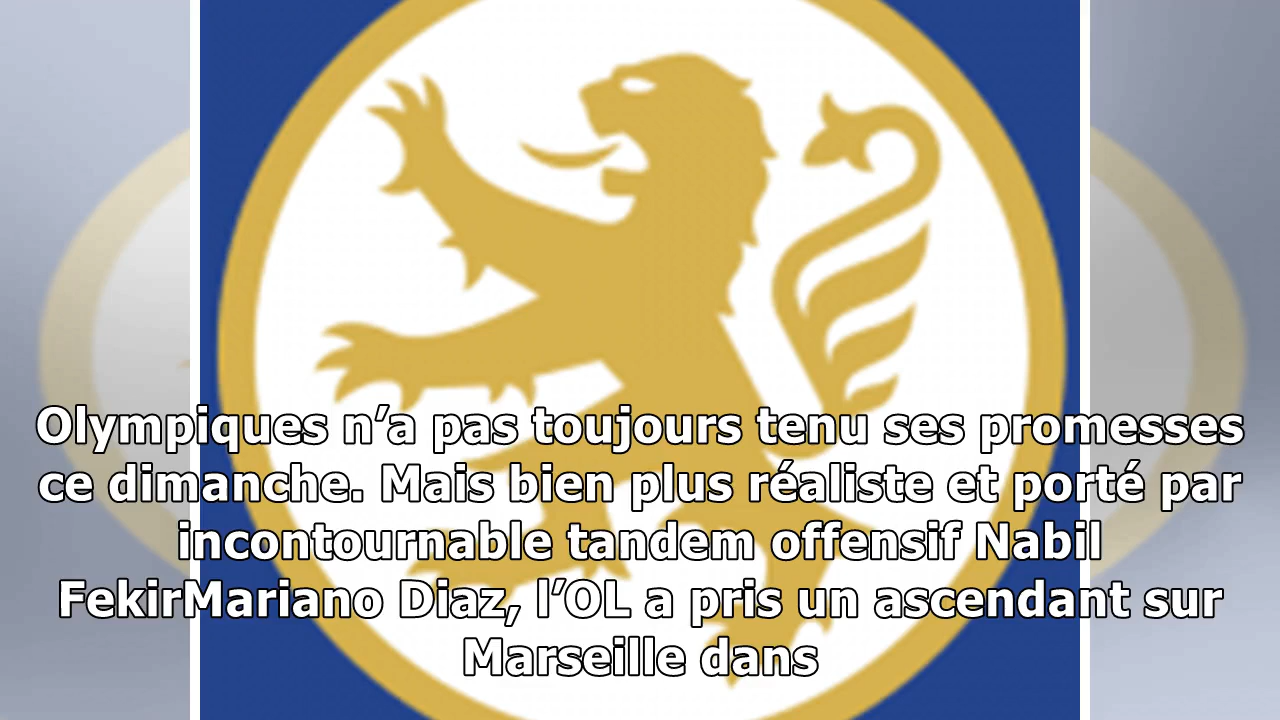 Olympiques n’a pas toujours tenu ses promesses
ce dimanche. Mais bien plus réaliste et porté par
incontournable tandem offensif Nabil
FekirMariano Diaz, l’OL a pris un ascendant sur
Marseille dans